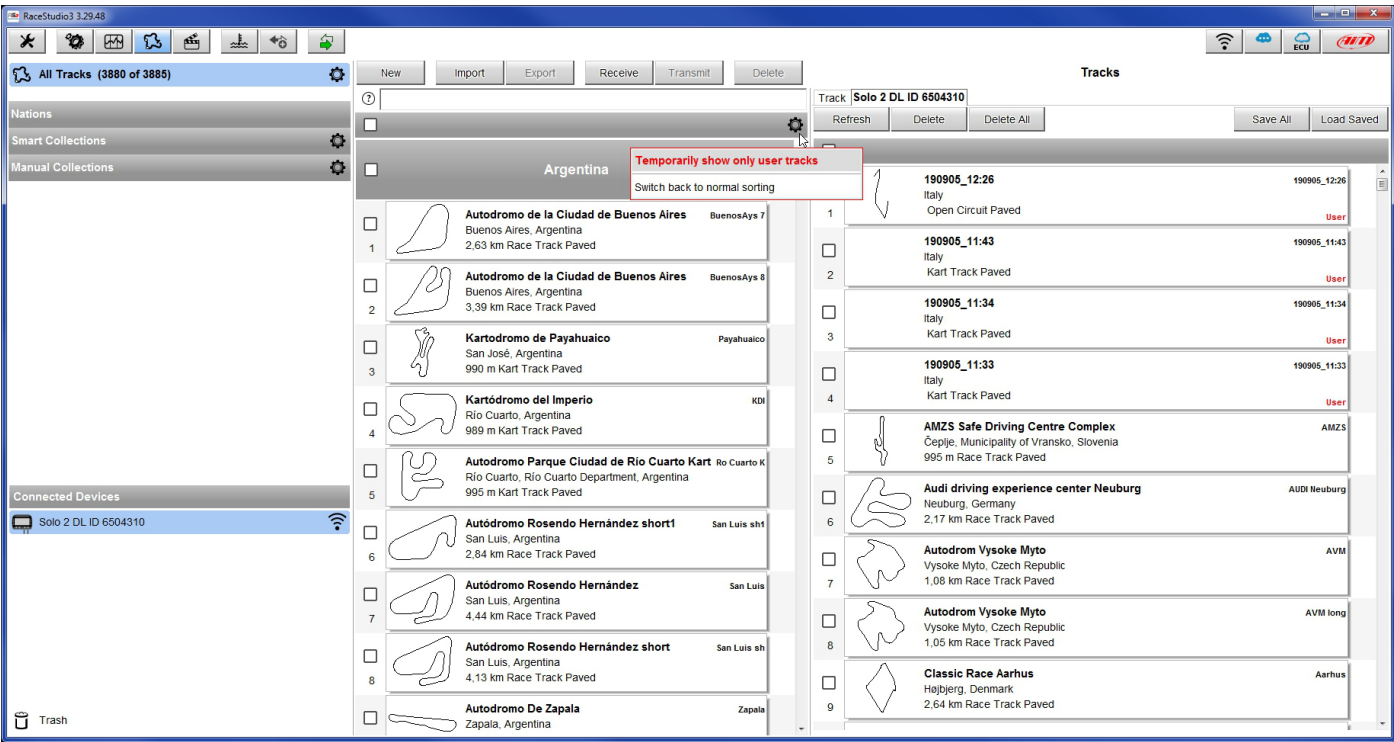 RaceStudio3 3.29.48
ECU
AiM
All Tracks (3880 of 3885)
Nations
Smart Collections
Manual Collections
Connected Devices
Solo 2 DL ID 6504310
Trash
New Import Export Receive Transmit Delete
?
Argentina
Temporarily show only user tracks
Switch back to normal sorting
Autodromo de la Ciudad de Buenos Aires BuenosAys 7
Buenos Aires, Argentina
1 2,63 km Race Track Paved
Autodromo de la Ciudad de Buenos Aires BuenosAys 8
Buenos Aires, Argentina
2 3,39 km Race Track Paved
Kartodromo de Payahuaico Payahuaico
San José, Argentina
3 990 m Kart Track Paved
Kartódromo del Imperio KDI
Río Cuarto, Argentina
4 989 m Kart Track Paved
Autodromo Parque Ciudad de Río Cuarto Kart Ro Cuarto K
Río Cuarto, Río Cuarto Department, Argentina
5 995 m Kart Track Paved
Autódromo Rosendo Hernández short1 San Luis sh1
San Luis, Argentina
6 2,84 km Race Track Paved
Autódromo Rosendo Hernández San Luis
San Luis, Argentina
7 4,44 km Race Track Paved
Autódromo Rosendo Hernández short San Luis sh
San Luis, Argentina
8 4,13 km Race Track Paved
Autodromo De Zapala Zapala
Zapala, Argentina
Tracks
Track Solo 2 DL ID 6504310
Refresh Delete Delete All Save All Load Saved
190905_12:26 190905_12:26
Italy
1 Open Circuit Paved User
190905_11:43 190905_11:43
Italy
2 Kart Track Paved User
190905_11:34 190905_11:34
Italy
3 Kart Track Paved User
190905_11:33 190905_11:33
Italy
4 Kart Track Paved User
AMZS Safe Driving Centre Complex AMZS
Čeplje, Municipality of Vransko, Slovenia
5 995 m Race Track Paved
Audi driving experience center Neuburg AUDI Neuburg
Neuburg, Germany
6 2,17 km Race Track Paved
Autodrom Vysoke Myto AVM
Vysoke Myto, Czech Republic
7 1,08 km Race Track Paved
Autodrom Vysoke Myto AVM long
Vysoke Myto, Czech Republic
8 1,05 km Race Track Paved
Classic Race Aarhus Aarhus
Højbjerg, Denmark
9 2,64 km Race Track Paved